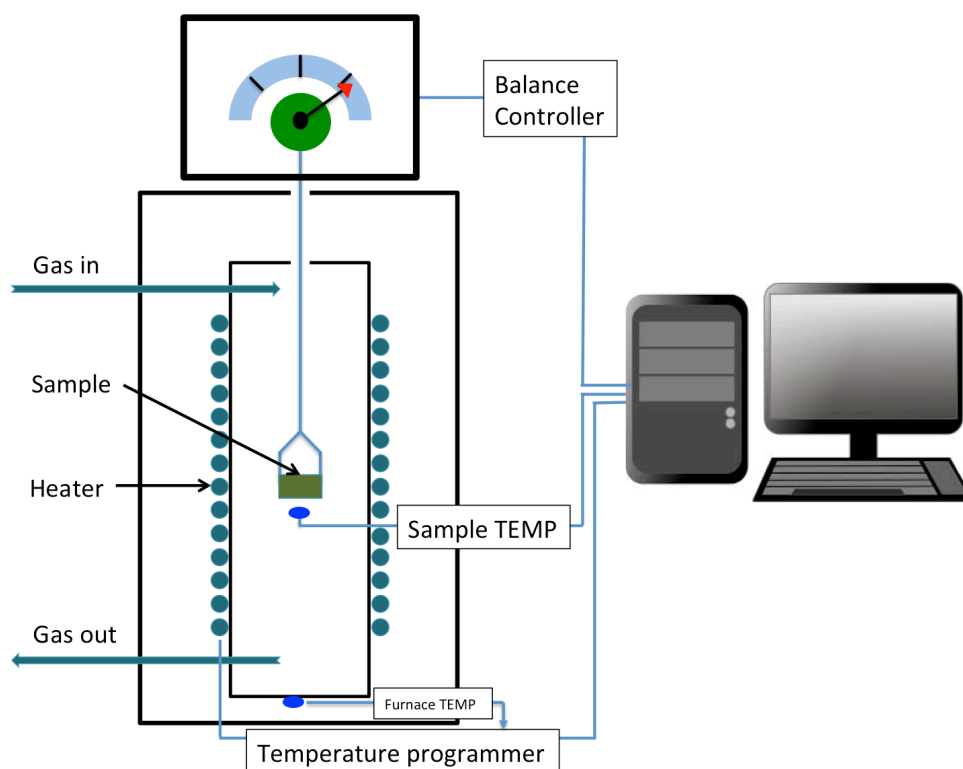 Balance
Controller
Gas in
Sample
Heater
Sample TEMP
Gas out
Furnace TEMP
Temperature programmer